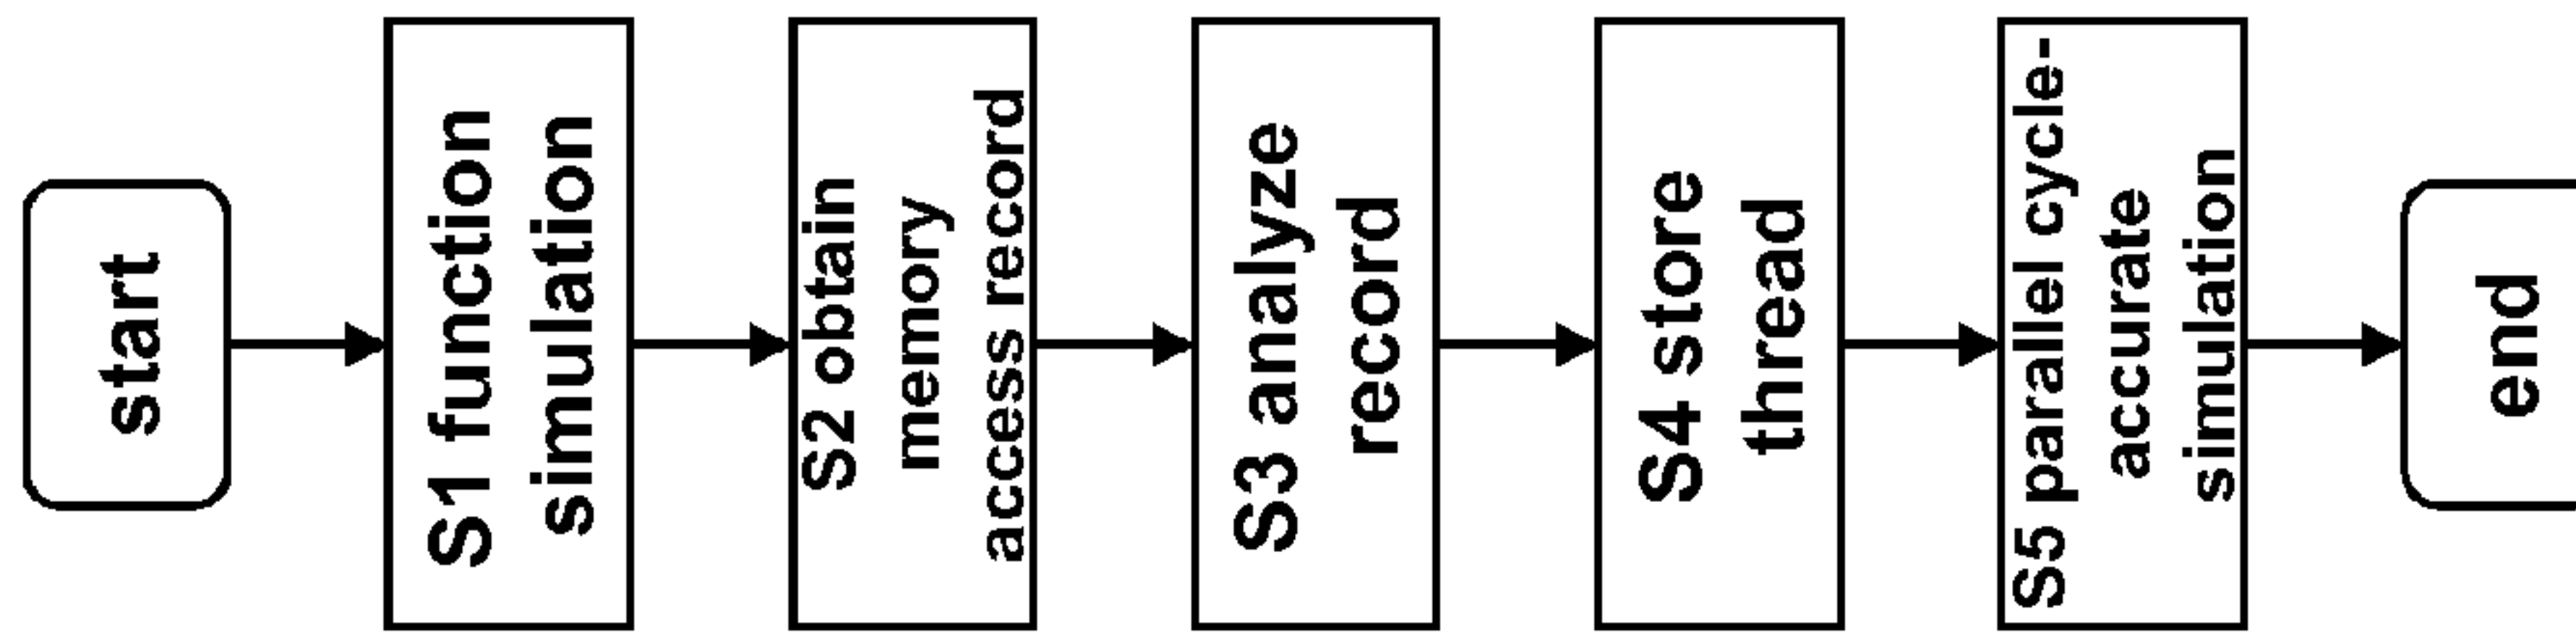 start
S1 function
simulation
S2 obtain
memory
access record
S3 analyze
record
S4 store
thread
S5 parallel cycle-
accurate
simulation
end